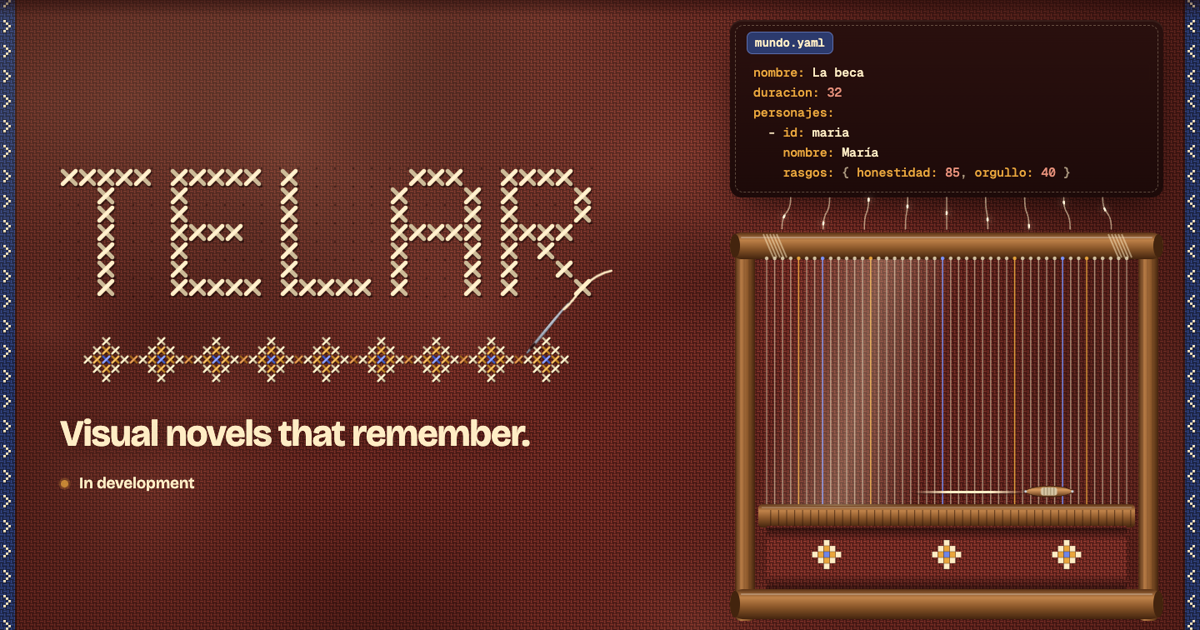 TELAR
Visual novels that remember.
In development
mundo.yaml
nombre: La beca
duracion: 32
personajes:
- id: maria
nombre: María
rasgos: { honestidad: 85, orgullo: 40 }